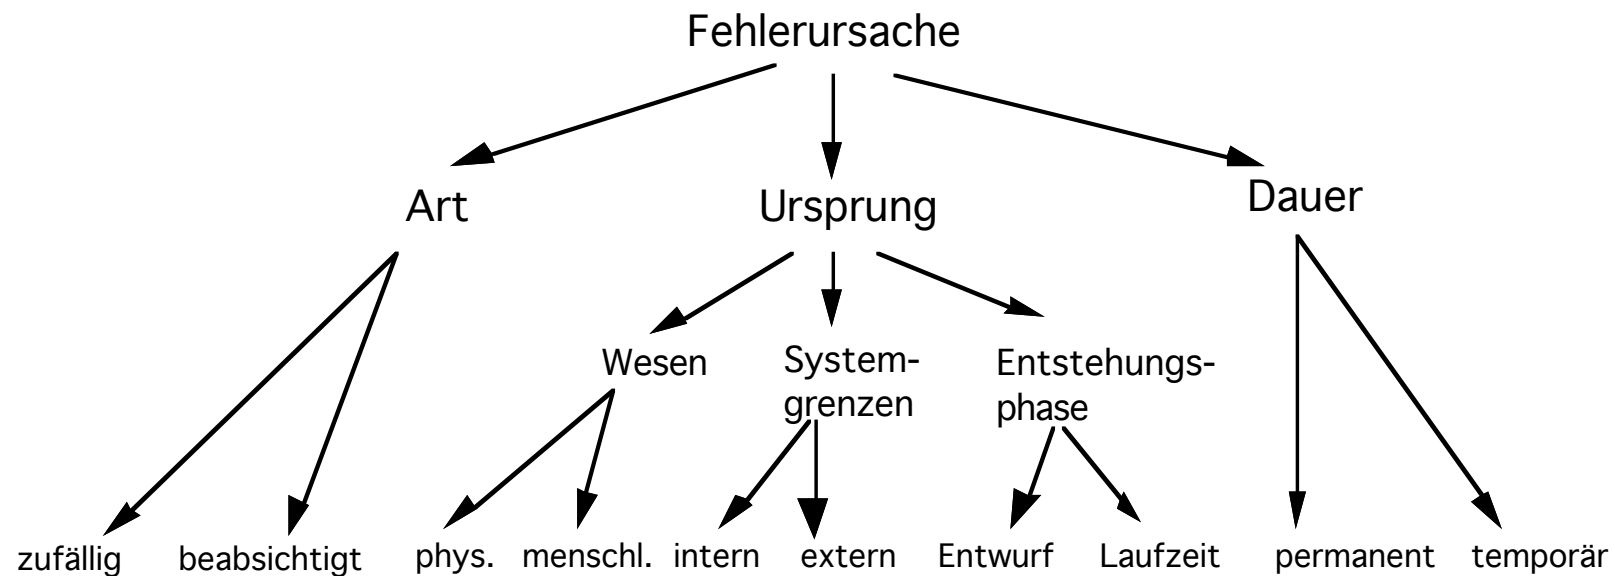 Fehlerursache
Art
Ursprung
Dauer
Wesen
System-
grenzen
Entstehungs-
phase
zufällig
beabsichtigt
phys.
menschl.
intern
extern
Entwurf
Laufzeit
permanent
temporär